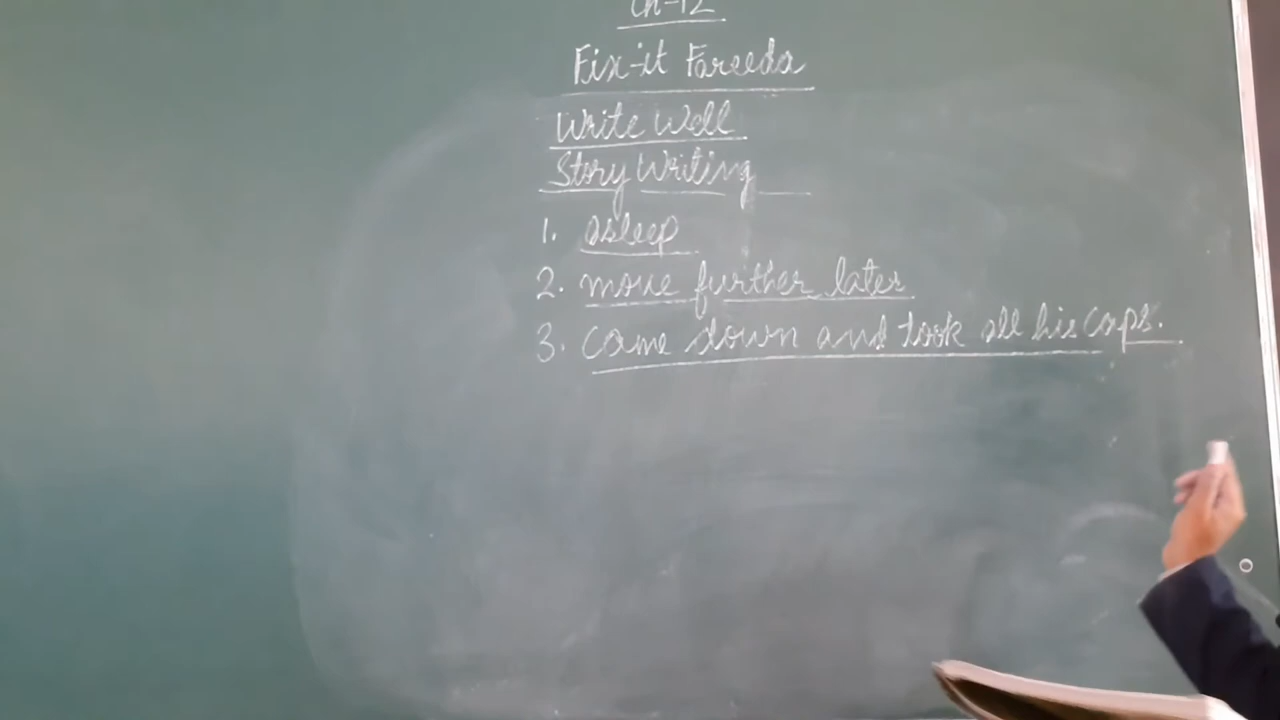 Ch-12
Fix-it Fareeda
Write Well
Story Writing
1. asleep
2. move further later
3. came down and took all his caps.